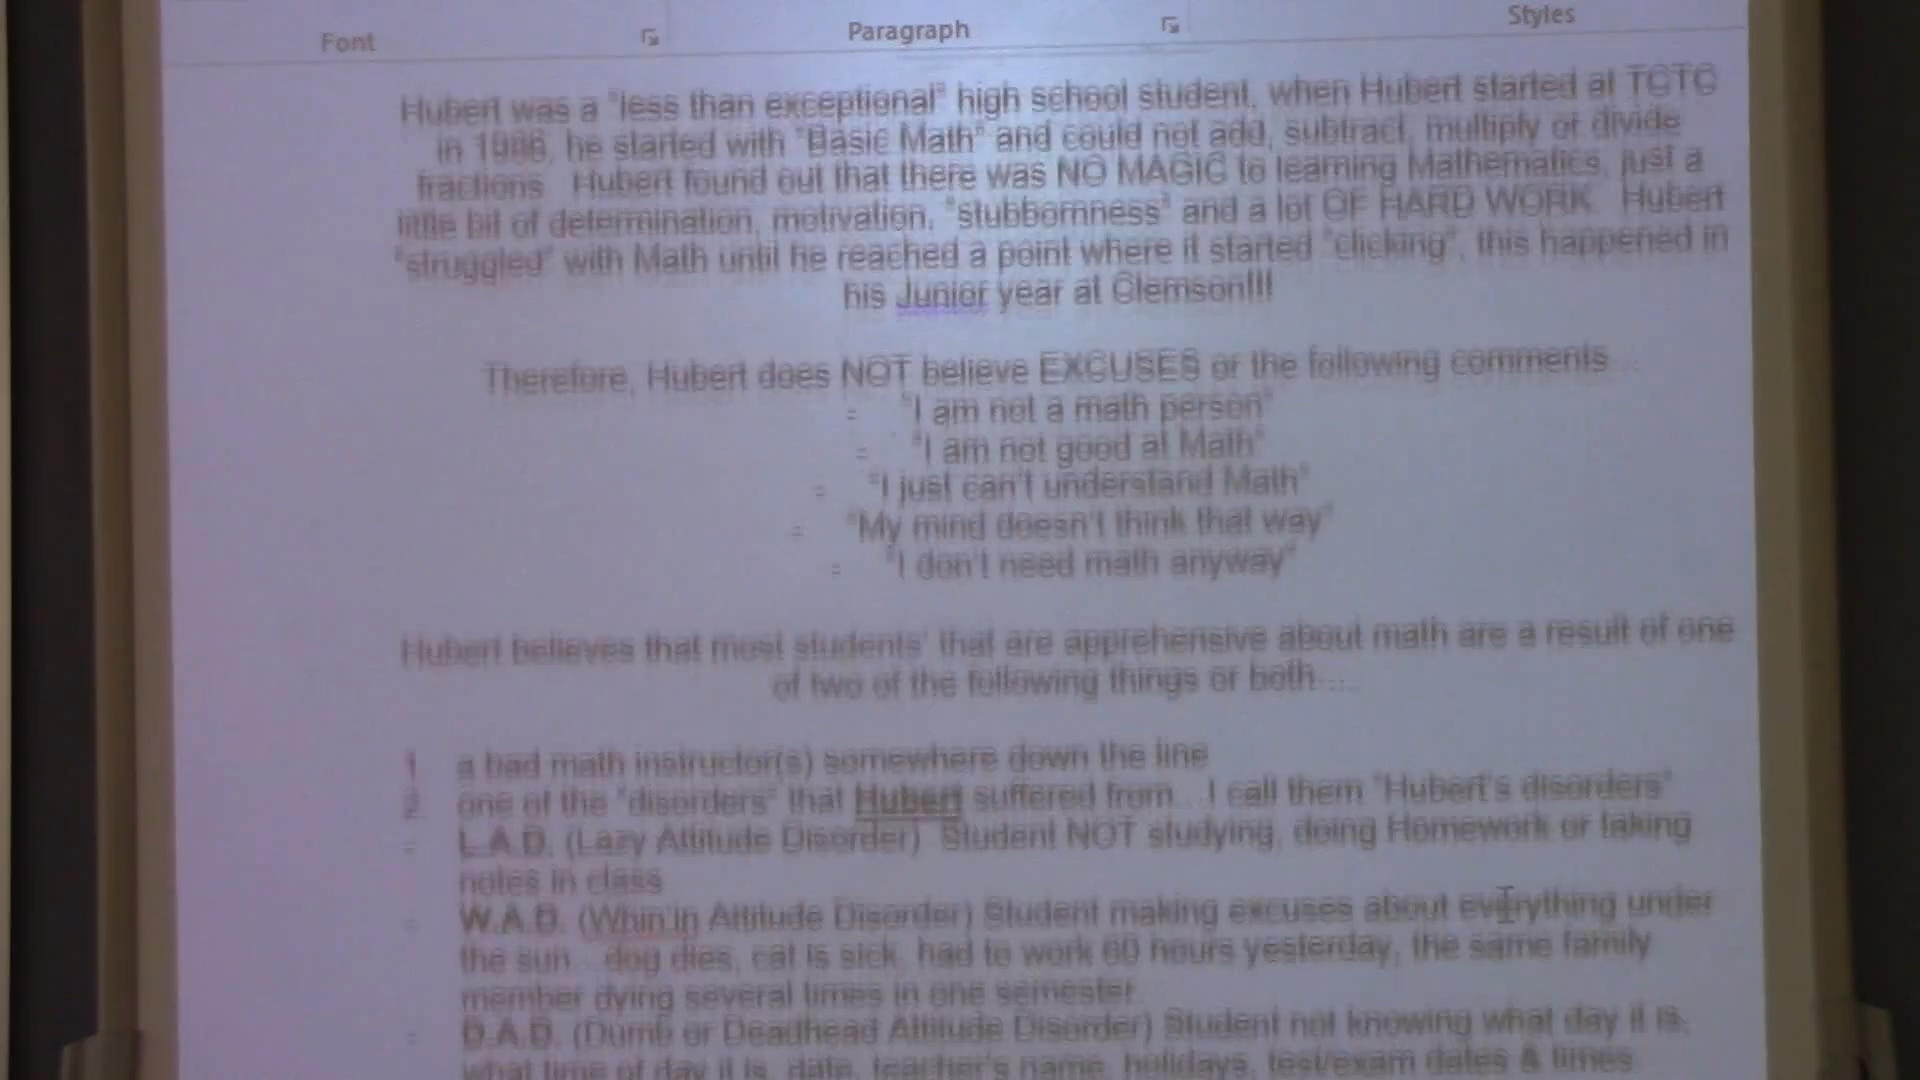 Font Paragraph Styles
Hubert was a "less than exceptional" high school student, when Hubert started at TCTC
in 1986, he started with "Basic Math" and could not add, subtract, multiply or divide
fractions. Hubert found out that there was NO MAGIC to learning Mathematics, just a
little bit of determination, motivation, "stubbornness" and a lot OF HARD WORK. Hubert
"struggled" with Math until he reached a point where it started "clicking", this happened in
his Junior year at Clemson!!!
Therefore, Hubert does NOT believe EXCUSES or the following comments...
- "I am not a math person"
- "I am not good at Math"
- "I just can't understand Math"
- "My mind doesn't think that way"
- "I don't need math anyway"
Hubert believes that most students' that are apprehensive about math are a result of one
of two of the following things or both....
1. a bad math instructor(s) somewhere down the line
2. one of the "disorders" that Hubert suffered from... I call them "Hubert's disorders"
- L.A.D. (Lazy Attitude Disorder) Student NOT studying, doing Homework or taking
notes in class
- W.A.D. (Whin'in Attitude Disorder) Student making excuses about everything under
the sun... dog dies, cat is sick, had to work 60 hours yesterday, the same family
member dying several times in one semester
- D.A.D. (Dumb or Deadhead Attitude Disorder) Student not knowing what day it is,
what time of day it is, date, teacher's name, holidays, test/exam dates & times